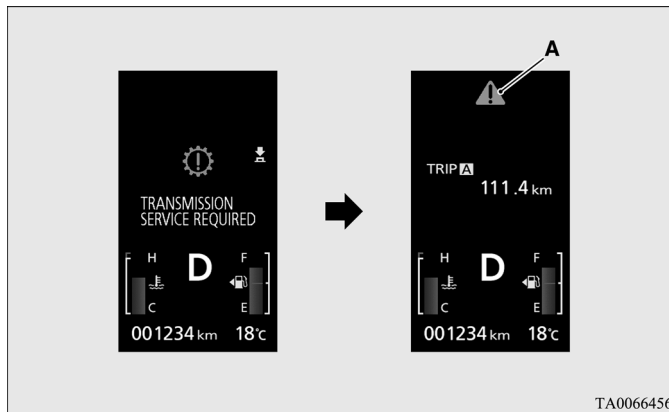 A
TRANSMISSION
SERVICE REQUIRED
H F
D
C E
001234 km 18°C
TRIP A
111.4 km
H F
D
C E
001234 km 18°C
TA0066456